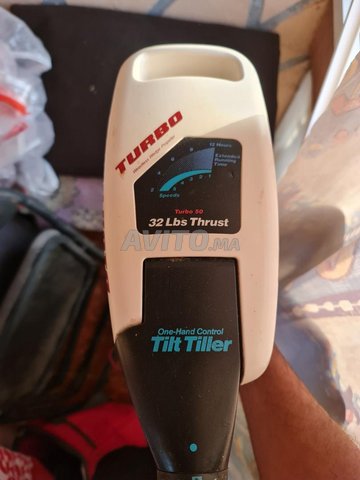 TURBO
12 Hours
Extended
Running
Time
Speeds
Turbo 50
32 Lbs Thrust
AVITO.MA
One-Hand Control
Tilt Tiller